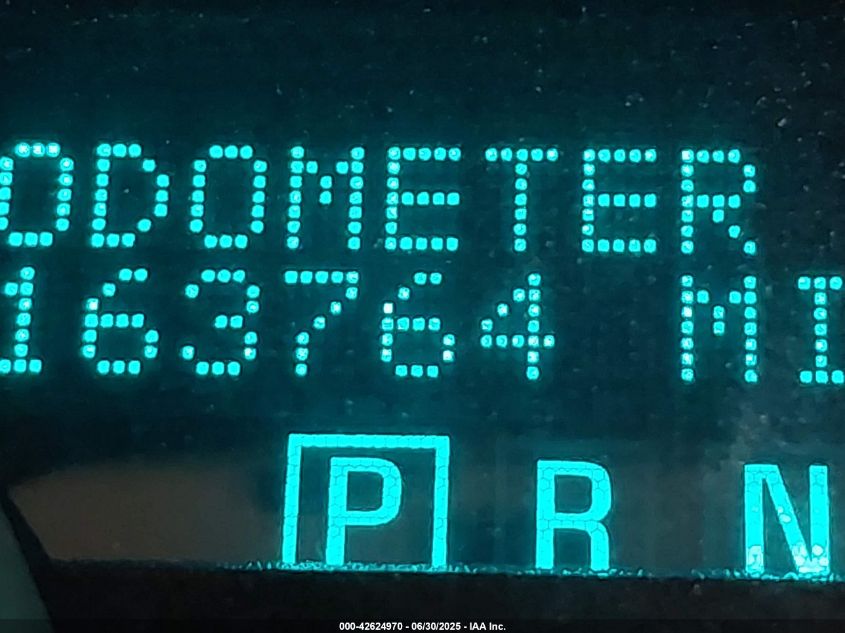 ODOMETER
163764 MI
P R N
000-42624970 - 06/30/2025 - IAA Inc.